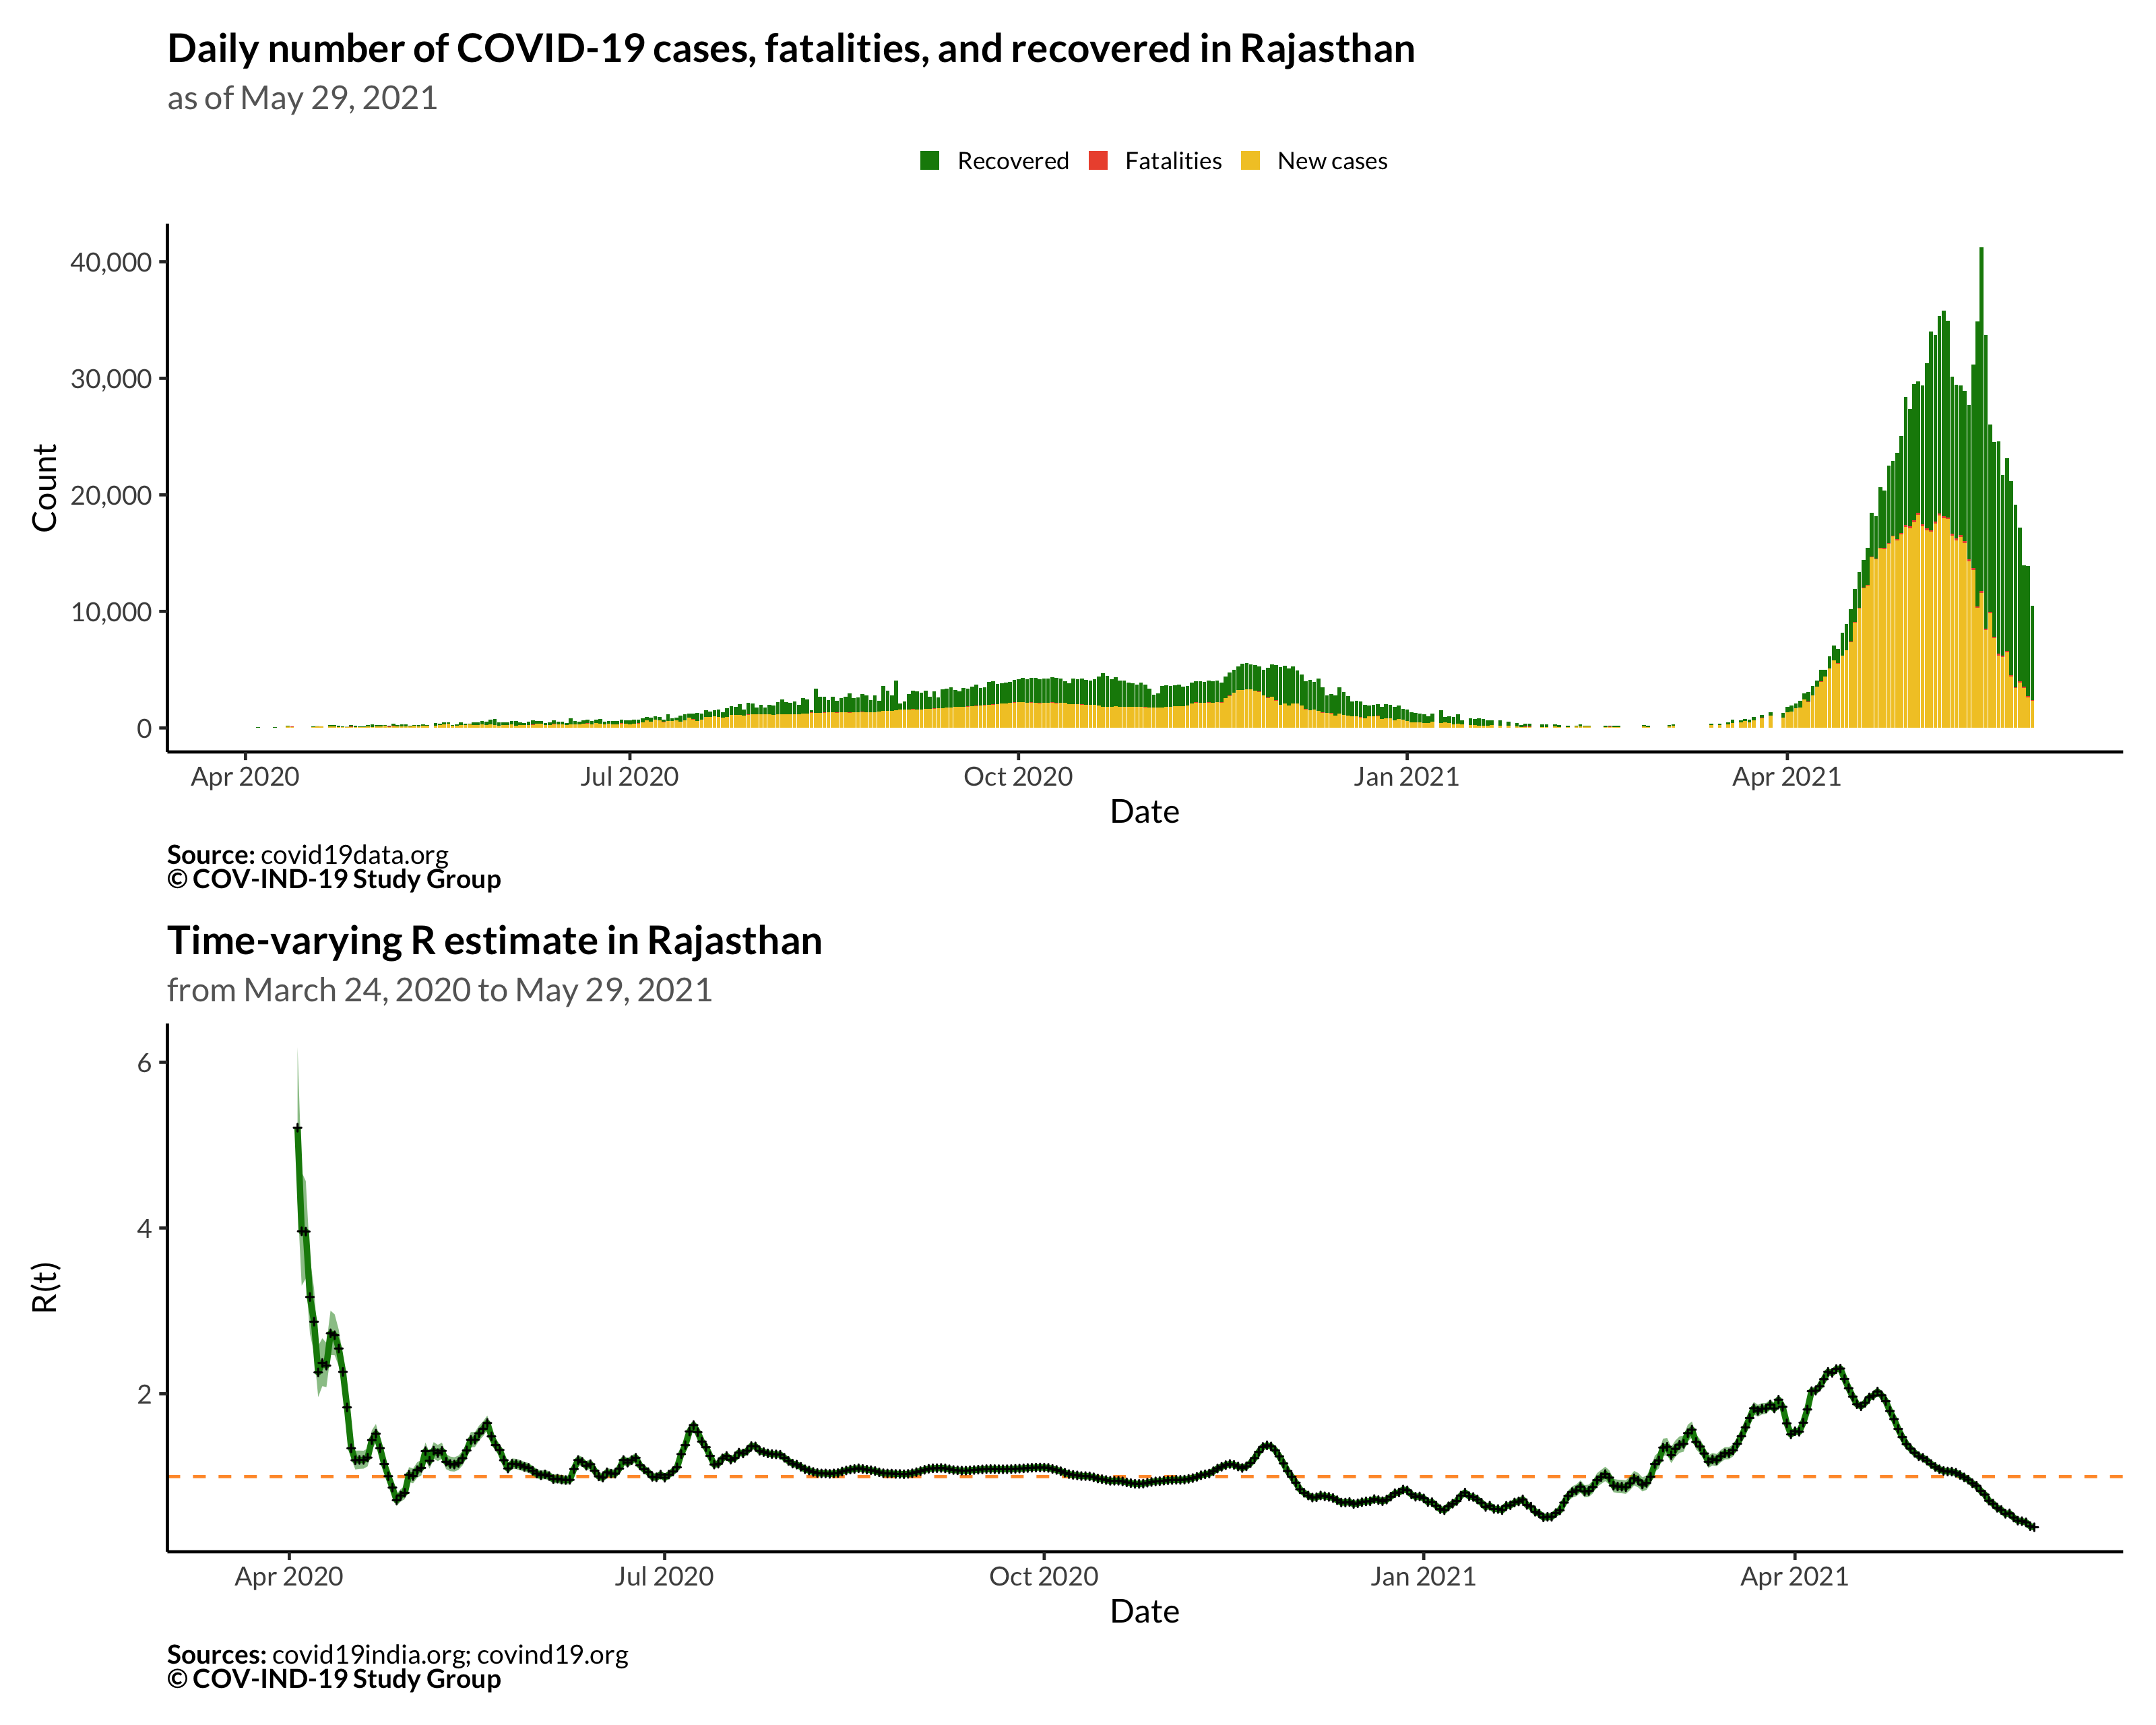 Daily number of COVID-19 cases, fatalities, and recovered in Rajasthan
as of May 29, 2021
Recovered Fatalities New cases
Count
40,000
30,000
20,000
10,000
0
Apr 2020 Jul 2020 Oct 2020 Jan 2021 Apr 2021
Date
Source: covid19data.org
© COV-IND-19 Study Group
Time-varying R estimate in Rajasthan
from March 24, 2020 to May 29, 2021
R(t)
6
4
2
Apr 2020 Jul 2020 Oct 2020 Jan 2021 Apr 2021
Date
Sources: covid19india.org; covind19.org
© COV-IND-19 Study Group